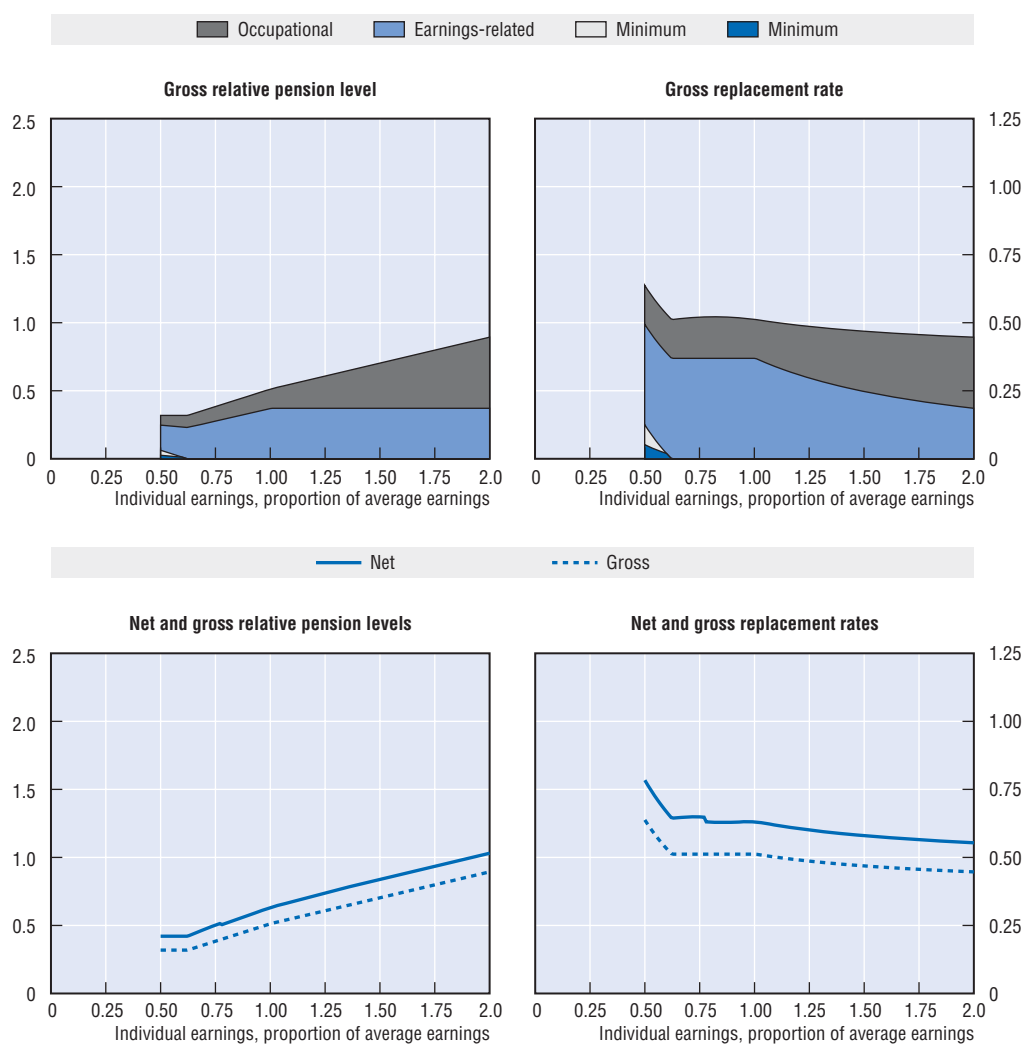 Occupational Earnings-related Minimum Minimum
Gross relative pension level
2.5
2.0
1.5
1.0
0.5
0
0 0.25 0.50 0.75 1.00 1.25 1.50 1.75 2.0
Individual earnings, proportion of average earnings
Gross replacement rate
1.25
1.00
0.75
0.50
0.25
0
0 0.25 0.50 0.75 1.00 1.25 1.50 1.75 2.0
Individual earnings, proportion of average earnings
Net Gross
Net and gross relative pension levels
2.5
2.0
1.5
1.0
0.5
0
0 0.25 0.50 0.75 1.00 1.25 1.50 1.75 2.0
Individual earnings, proportion of average earnings
Net and gross replacement rates
1.25
1.00
0.75
0.50
0.25
0
0 0.25 0.50 0.75 1.00 1.25 1.50 1.75 2.0
Individual earnings, proportion of average earnings